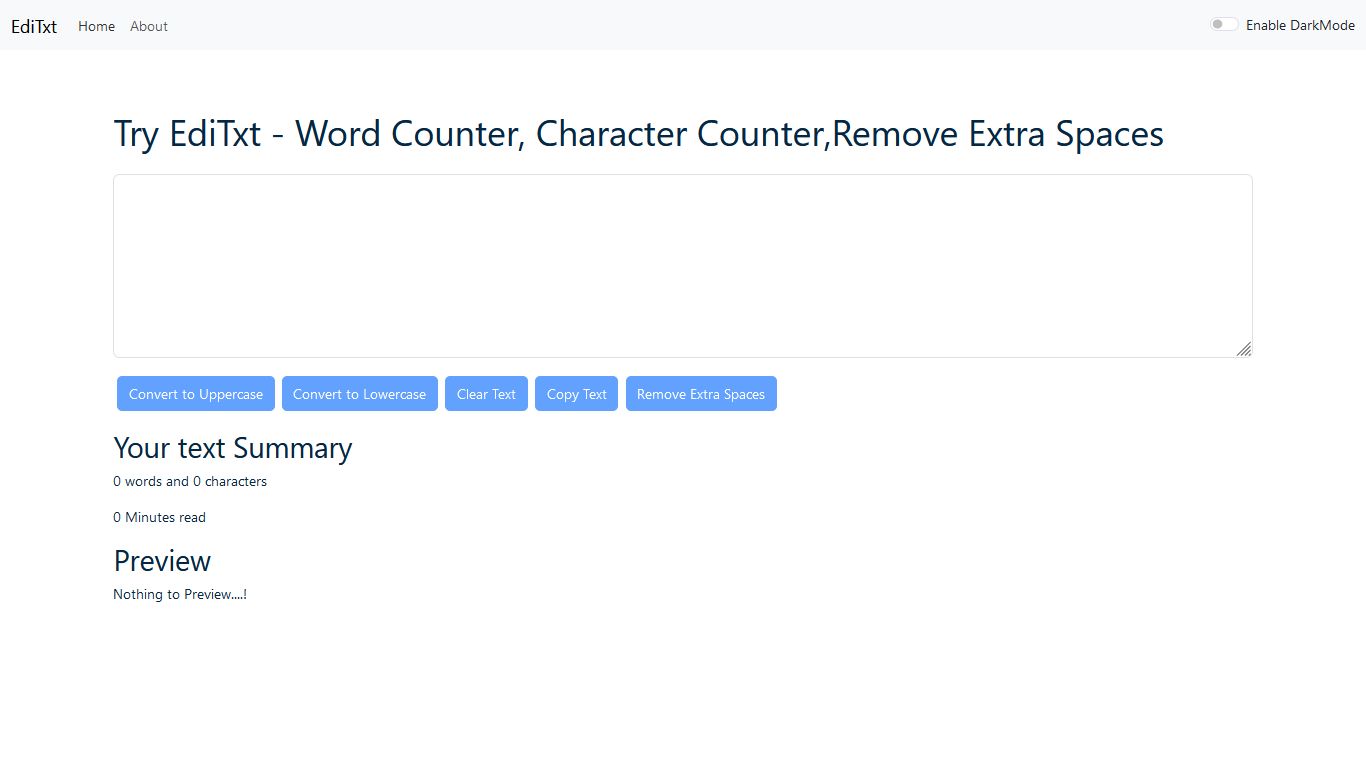 EdiTxt Home About Enable DarkMode
Try EdiTxt - Word Counter, Character Counter,Remove Extra Spaces
Convert to Uppercase Convert to Lowercase Clear Text Copy Text Remove Extra Spaces
Your text Summary
0 words and 0 characters
0 Minutes read
Preview
Nothing to Preview....!